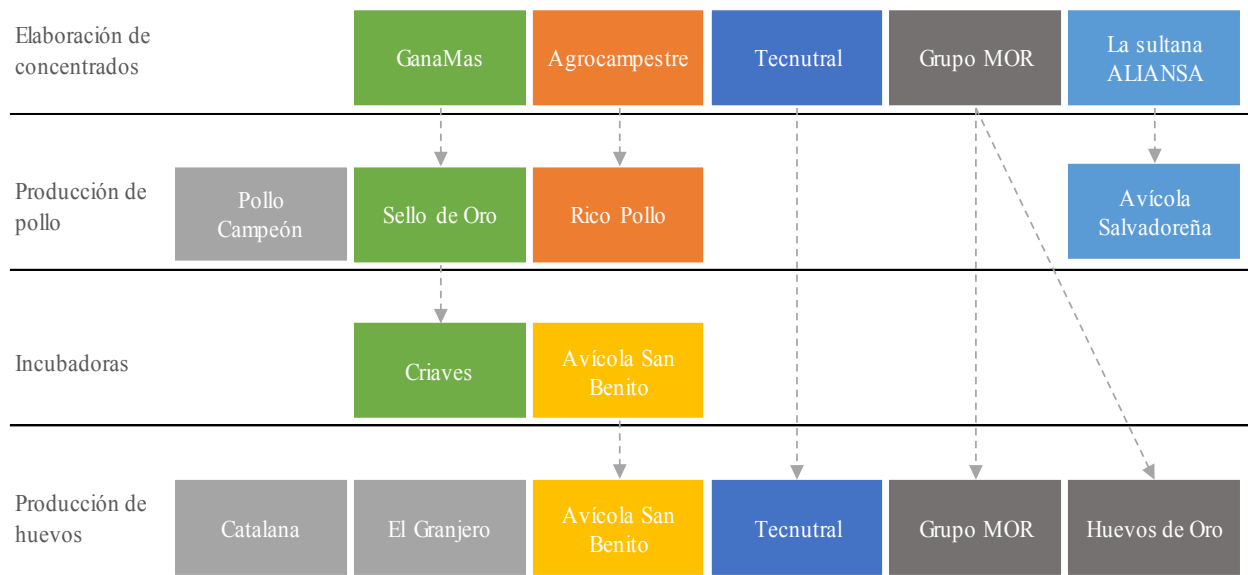 Elaboración de
concentrados
GanaMas
Agrocampestre
Tecnutral
Grupo MOR
La sultana
ALIANSA
Producción de
pollo
Pollo
Campeón
Sello de Oro
Rico Pollo
Avícola
Salvadoreña
Incubadoras
Criaves
Avícola San
Benito
Producción de
huevos
Catalana
El Granjero
Avícola San
Benito
Tecnutral
Grupo MOR
Huevos de Oro